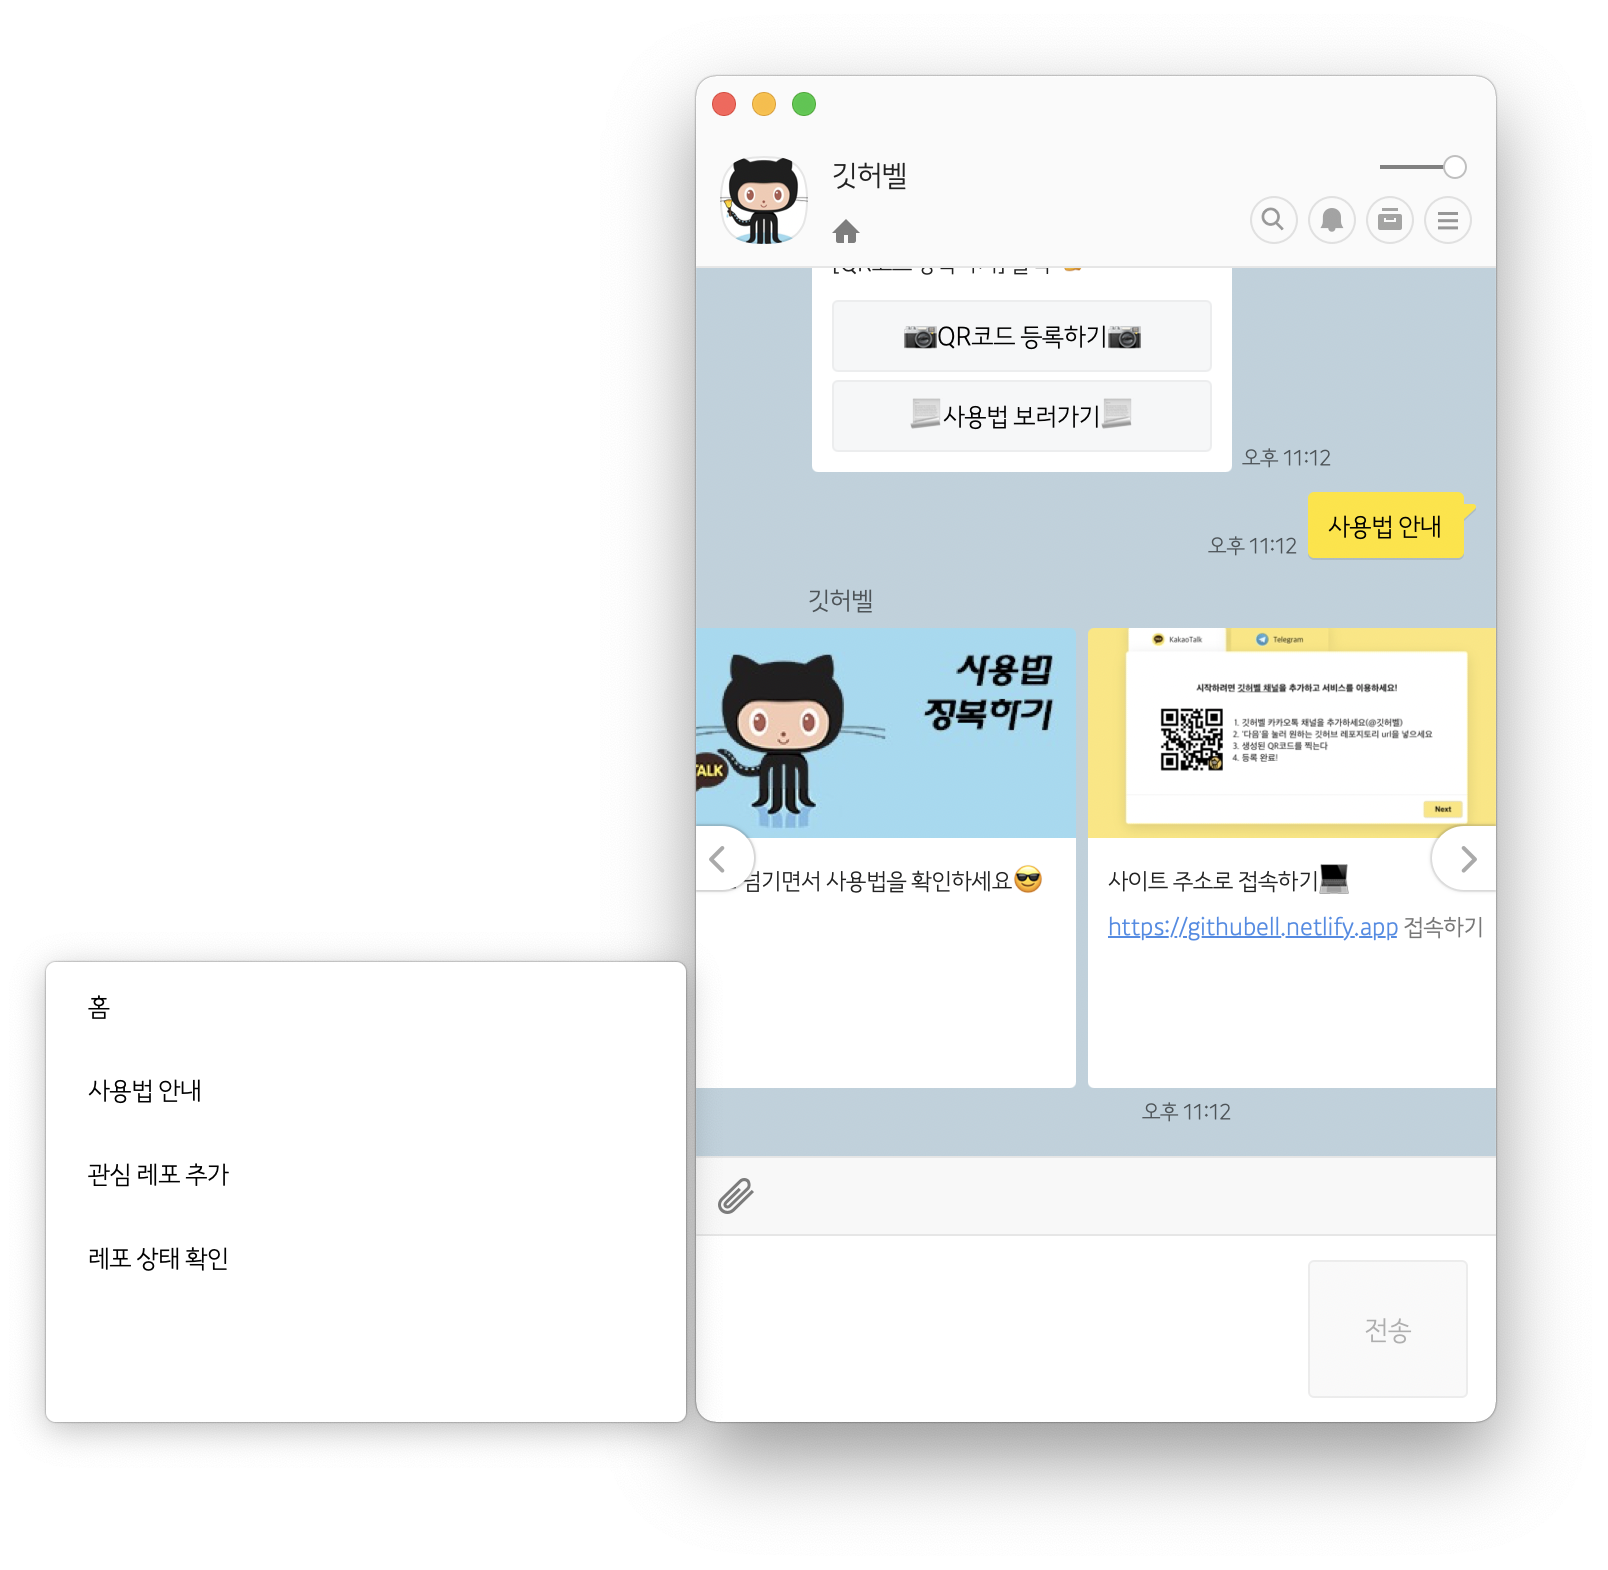 깃허벨
📷QR코드 등록하기📷
📜사용법 보러가기📜
오후 11:12
사용법 안내
오후 11:12
깃허벨
사용법
정복하기
TALK
넘기면서 사용법을 확인하세요😎
KakaoTalk
Telegram
시작하려면 깃허벨 채널을 추가하고 서비스를 이용하세요!
1. 깃허벨 카카오톡 채널을 추가하세요(@깃허벨)
2. '다음'을 눌러 원하는 깃허브 레포지토리 url을 넣으세요
3. 생성된 QR코드를 찍는다
4. 등록 완료!
Next
사이트 주소로 접속하기💻
https://githubell.netlify.app 접속하기
오후 11:12
홈
사용법 안내
관심 레포 추가
레포 상태 확인
전송